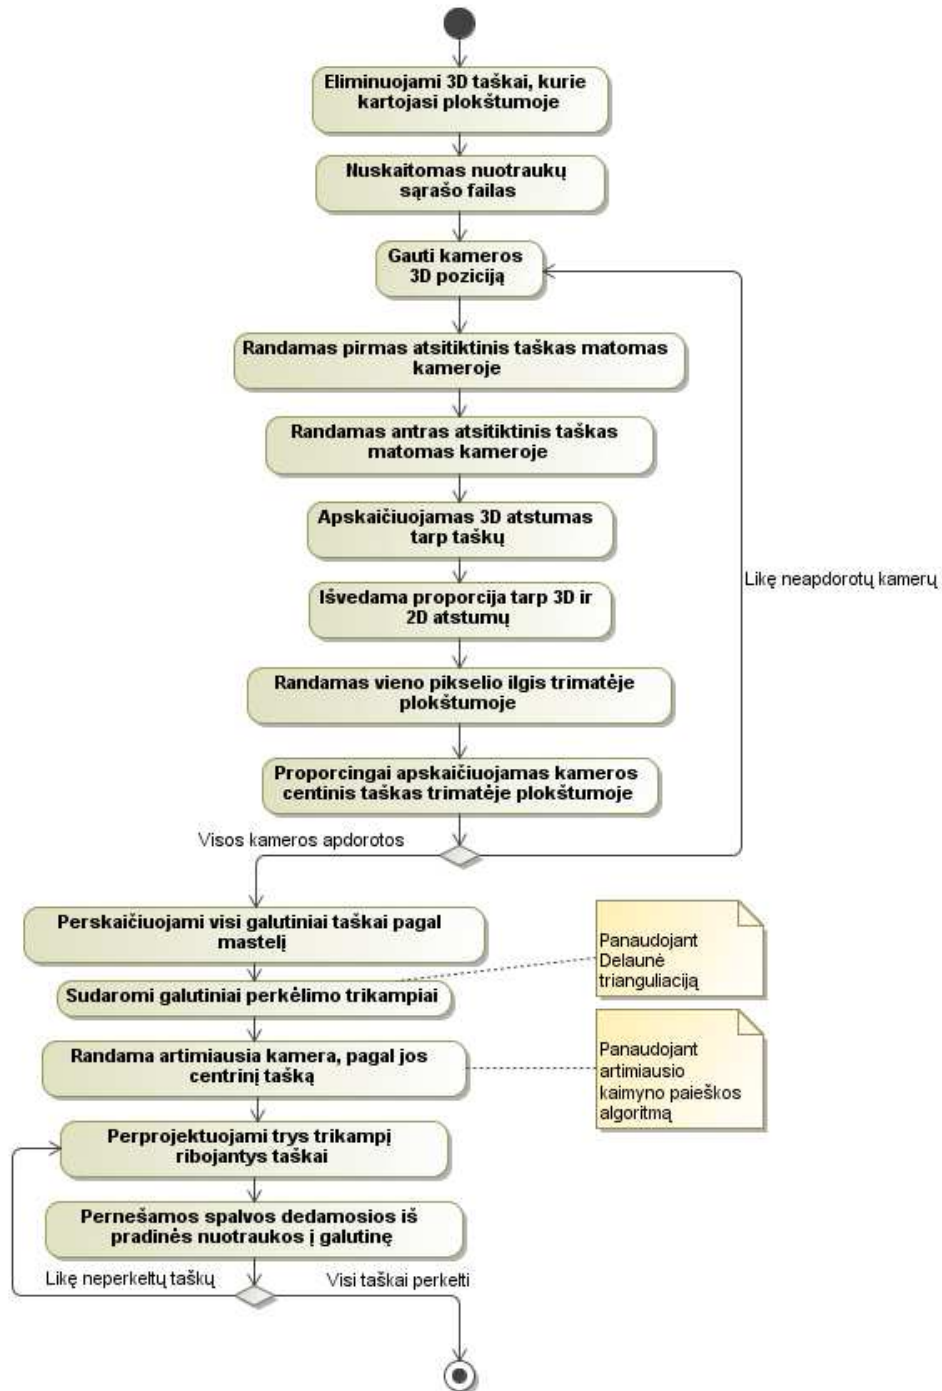 Eliminuojami 3D taškai, kurie
kartojasi plokštumoje
Nuskaitomas nuotraukų
sąrašo failas
Gauti kameros
3D poziciją
Randamas pirmas atsitiktinis taškas matomas
kameroje
Randamas antras atsitiktinis taškas
matomas kameroje
Apskaičiuojamas 3D atstumas
tarp taškų
Išvedama proporcija tarp 3D ir
2D atstumų
Likę neapdorotų kamerų
Randamas vieno pikselio ilgis trimatėje
plokštumoje
Proporcingai apskaičiuojamas kameros
centinis taškas trimatėje plokštumoje
Visos kameros apdorotos
Perskaičiuojami visi galutiniai taškai pagal
mastelį
Panaudojant
Delaunė
trianguliaciją
Sudaromi galutiniai perkėlimo trikampiai
Randama artimiausia kamera, pagal jos
centrinį tašką
Panaudojant
artimiausio
kaimyno paieškos
algoritmą
Perprojektuojami trys trikampį
ribojantys taškai
Pernešamos spalvos dedamosios iš
pradinės nuotraukos į galutinę
Likę neperkeltų taškų
Visi taškai perkelti